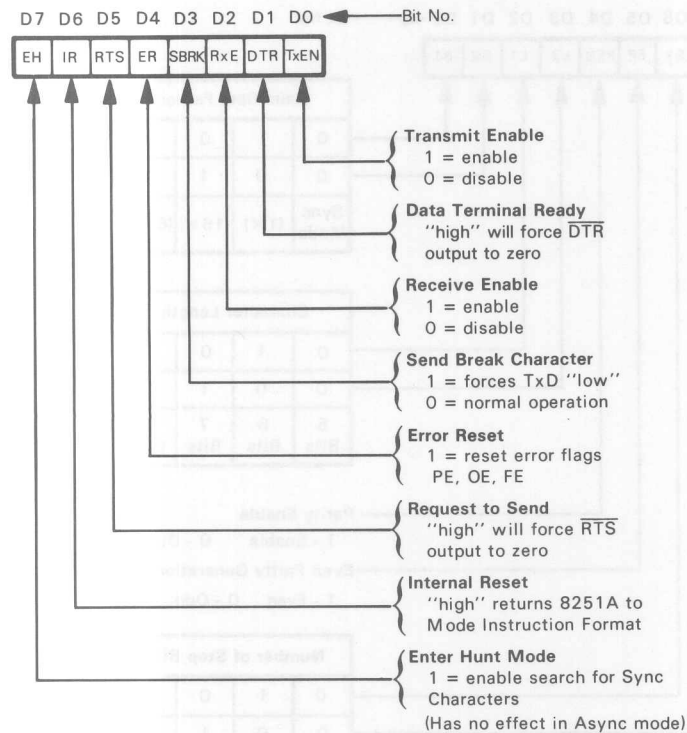 D7 D6 D5 D4 D3 D2 D1 D0 Bit No.
EH IR RTS ER SBRK RxE DTR TxEN
Transmit Enable
1 = enable
0 = disable
Data Terminal Ready
"high" will force DTR
output to zero
Receive Enable
1 = enable
0 = disable
Send Break Character
1 = forces TxD "low"
0 = normal operation
Error Reset
1 = reset error flags
PE, OE, FE
Request to Send
"high" will force RTS
output to zero
Internal Reset
"high" returns 8251A to
Mode Instruction Format
Enter Hunt Mode
1 = enable search for Sync
Characters
(Has no effect in Async mode)